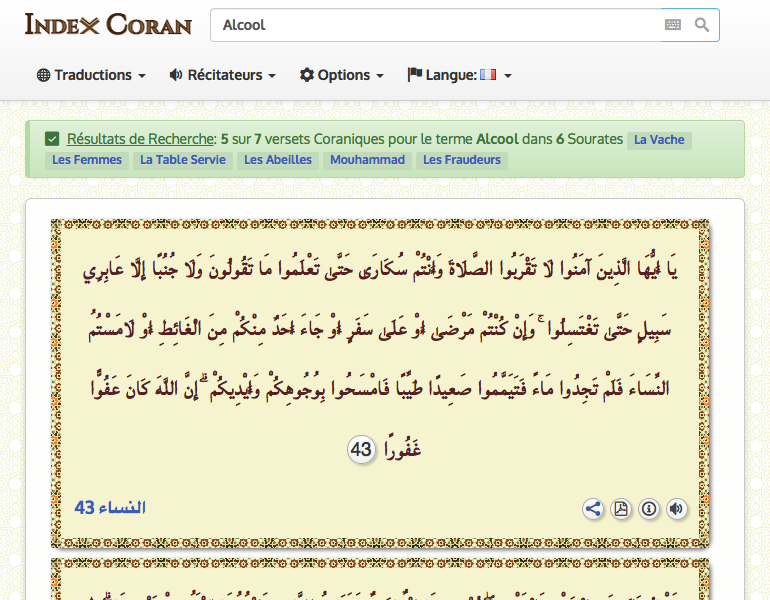 INDEX CORAN
Alcool
Traductions
Récitateurs
Options
Langue:
Résultats de Recherche: 5 sur 7 versets Coraniques pour le terme Alcool dans 6 Sourates La Vache
Les Femmes La Table Servie Les Abeilles Mouhammad Les Fraudeurs
يَا أَيُّهَا الَّذِينَ آمَنُوا لَا تَقْرَبُوا الصَّلَاةَ وَأَنْتُمْ سُكَارَى حَتَّى تَعْلَمُوا مَا تَقُولُونَ وَلَا جُنُبًا إِلَّا عَابِرِي
سَبِيلٍ حَتَّى تَغْتَسِلُوا ۚ وَإِنْ كُنْتُمْ مَرْضَى أَوْ عَلَى سَفَرٍ أَوْ جَاءَ أَحَدٌ مِنْكُمْ مِنَ الْغَائِطِ أَوْ لَامَسْتُمُ
النِّسَاءَ فَلَمْ تَجِدُوا مَاءً فَتَيَمَّمُوا صَعِيدًا طَيِّبًا فَامْسَحُوا بِوُجُوهِكُمْ وَأَيْدِيكُمْ ۗ إِنَّ اللَّهَ كَانَ عَفُوًّا
غَفُورًا 43
النساء 43